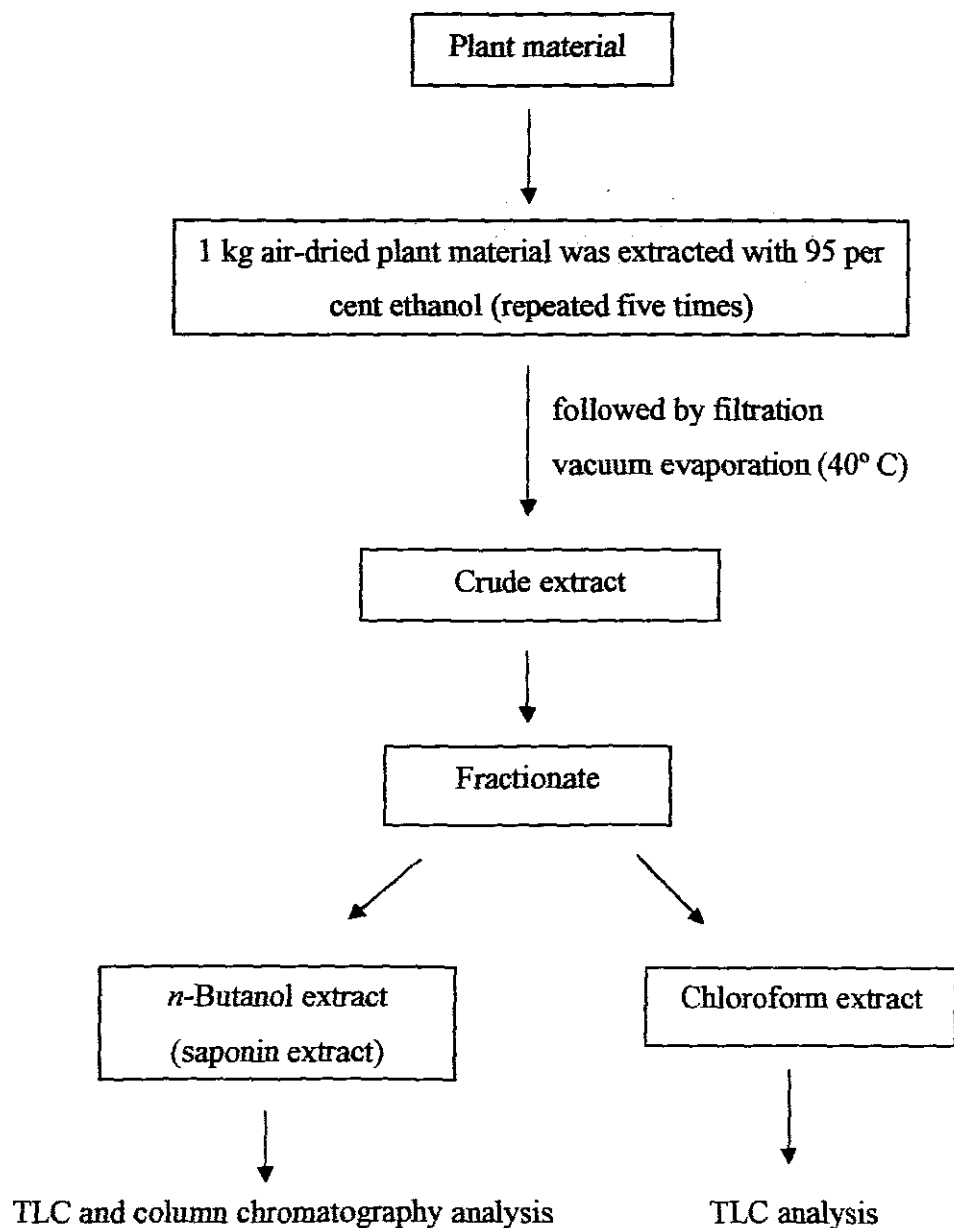 Plant material
1 kg air-dried plant material was extracted with 95 per
cent ethanol (repeated five times)
followed by filtration
vacuum evaporation (40º C)
Crude extract
Fractionate
n-Butanol extract
(saponin extract)
Chloroform extract
TLC and column chromatography analysis
TLC analysis